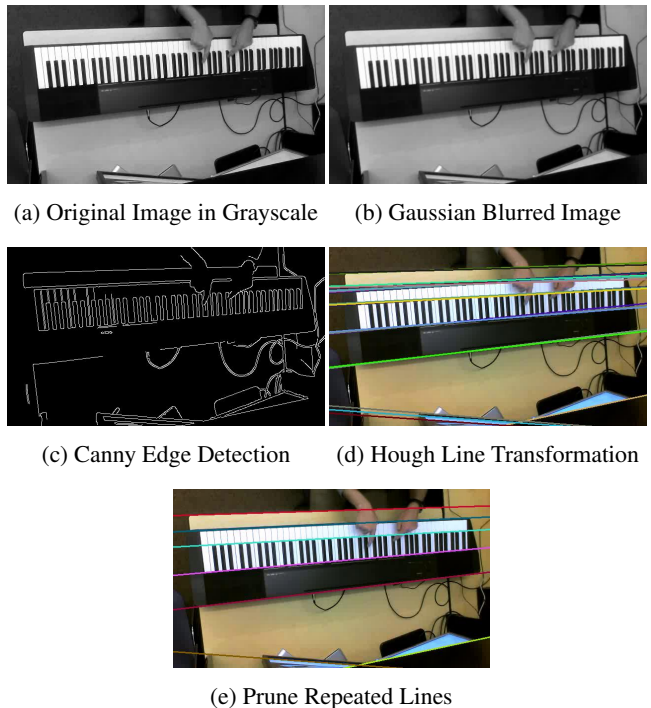 (a) Original Image in Grayscale
(b) Gaussian Blurred Image
(c) Canny Edge Detection
(d) Hough Line Transformation
(e) Prune Repeated Lines